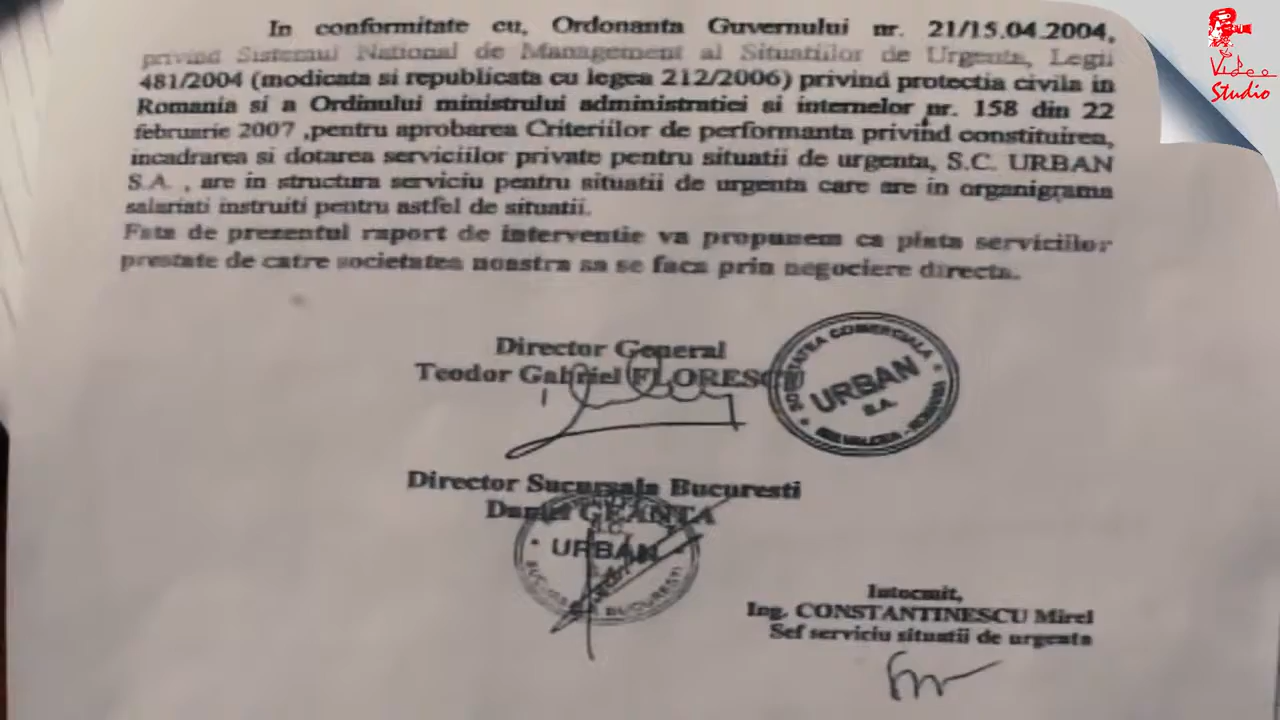 In conformitate cu, Ordonanta Guvernului nr. 21/15.04.2004,
privind Sistemul National de Management al Situatiilor de Urgenta, Legii
481/2004 (modicata si republicata cu legea 212/2006) privind protectia civila in
Romania si a Ordinului ministrului administratiei si internelor nr. 158 din 22
februarie 2007 ,pentru aprobarea Criteriilor de performanta privind constituirea,
incadrarea si dotarea serviciilor private pentru situatii de urgenta, S.C. URBAN
S.A. , are in structura serviciu pentru situatii de urgenta care are in organigrama
salariati instruiti pentru astfel de situatii.
Fata de prezentul raport de interventie va propunem ca plata serviciilor
prestate de catre societatea noastra sa se faca prin negociere directa.
Director General
Teodor Gabriel FLORESCU
SOCIETATEA COMERCIALA
URBAN
S.A.
VALCEA - ROMANIA
Director Sucursala Bucuresti
Daniel GEANTA
URBAN
BUCURESTI
Intocmit,
Ing. CONSTANTINESCU Mirel
Sef serviciu situatii de urgenta
Video
Studio